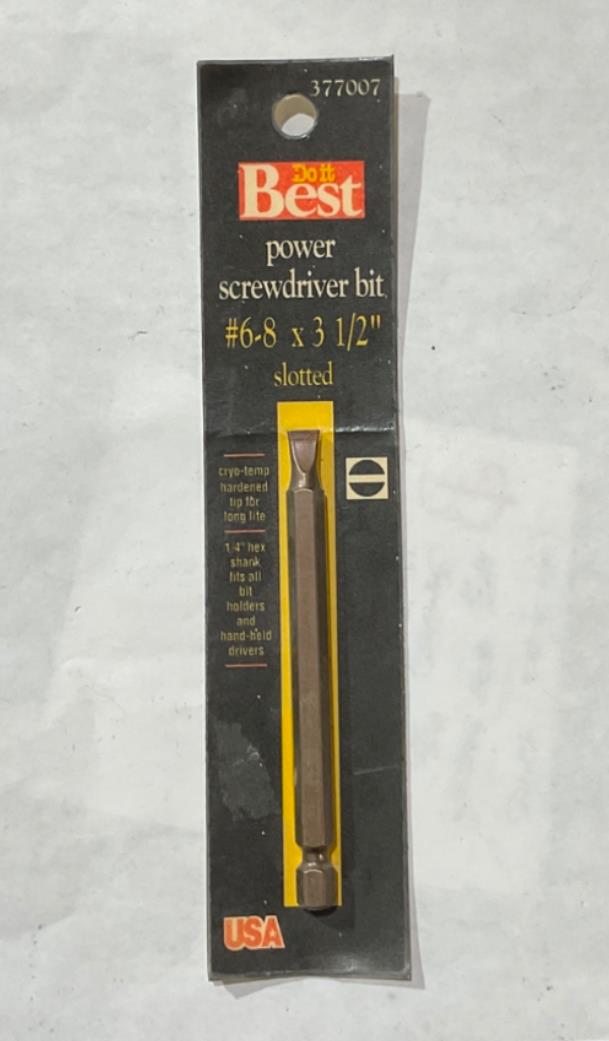 377007
Do it
Best
power
screwdriver bit
#6-8 x 3 1/2"
slotted
cryo-temp
hardened
tip for
long life
1/4" hex
shank
fits all
bit
holders
and
hand-held
drivers
USA